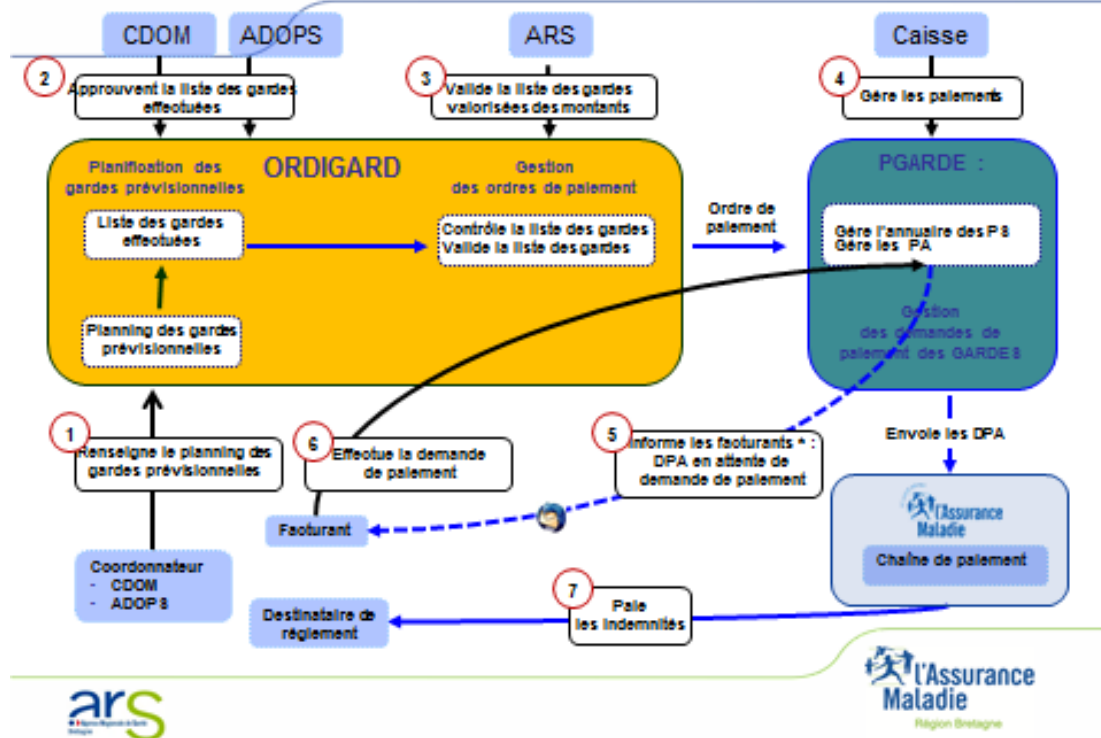 CDOM
ADOPS
ARS
Caisse
2
Approuvent la liste des gardes
effectuées
3
Valide la liste des gardes
valorisées des montants
4
Gère les paiements
Planification des
gardes prévisionnelles
ORDIGARD
Gestion
des ordres de paiement
PGARDE :
Liste des gardes
effectuées
Contrôle la liste des gardes
Valide la liste des gardes
Ordre de
paiement
Gère l'annuaire des PS
Gère les PA
Planning des gardes
prévisionnelles
Gestion
des demandes de
paiement des GARDES
1
Renseigne le planning des
gardes prévisionnelles
6
Effectue la demande
de paiement
5
Informe les facturants * :
DPA en attente de
demande de paiement
Envoie les DPA
Facturant
l'Assurance
Maladie
Chaîne de paiement
Coordonnateur
- CDOM
- ADOPS
Destinataire de
réglement
7
Paie
les indemnités
ars
Agence Régionale de Santé
Bretagne
l'Assurance
Maladie
Région Bretagne